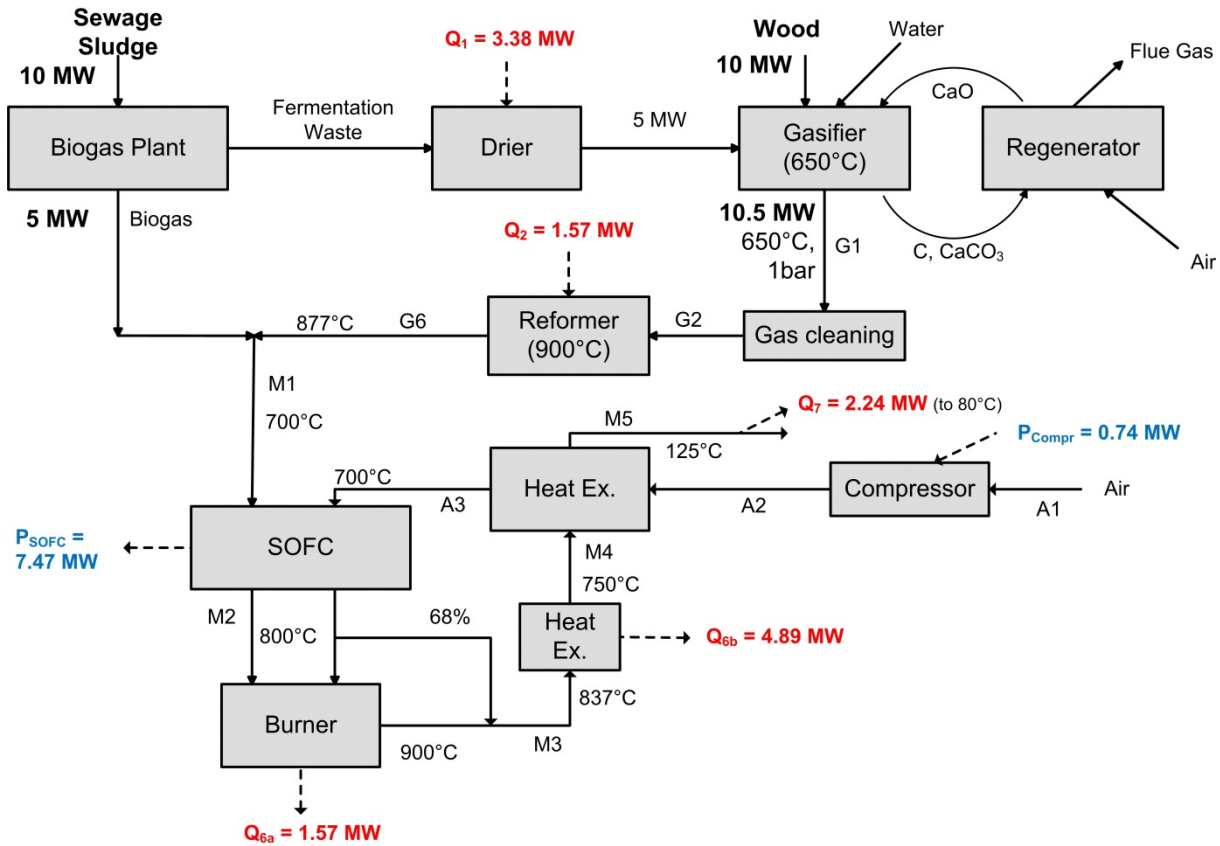 Sewage
Sludge
10 MW
Q₁ = 3.38 MW
Wood
10 MW
Water
Flue Gas
CaO
Biogas Plant
Fermentation
Waste
Drier
5 MW
Gasifier
(650°C)
Regenerator
5 MW
Biogas
Q₂ = 1.57 MW
10.5 MW
650°C,
1bar
G1
C, CaCO₃
Air
877°C
G6
Reformer
(900°C)
G2
Gas cleaning
M1
700°C
M5
125°C
Q₇ = 2.24 MW (to 80°C)
P_Compr = 0.74 MW
700°C
A3
Heat Ex.
A2
Compressor
Air
A1
P_SOFC =
7.47 MW
SOFC
M4
750°C
M2
800°C
68%
Heat
Ex.
Q₆ᵦ = 4.89 MW
837°C
Burner
900°C
M3
Q₆ₐ = 1.57 MW